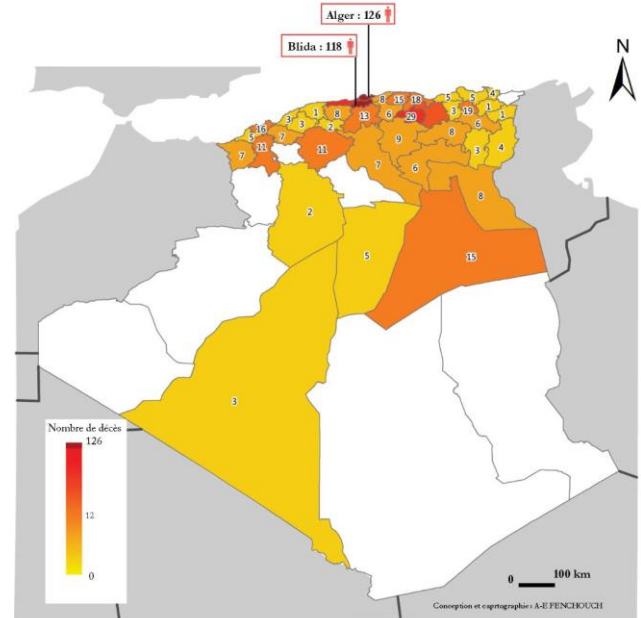 Alger : 126
Blida : 118
N
5 8 15 18 5 5 4
16 3 1 8 13 6 29 3 19 1 1
5 7 3 2 9 8 6
7 11 11 7 6 3 4
2 8
5 15
3
Nombre de décès
126
12
0
0 100 km
Conception et caprtographie : A-E FENCHOUCH